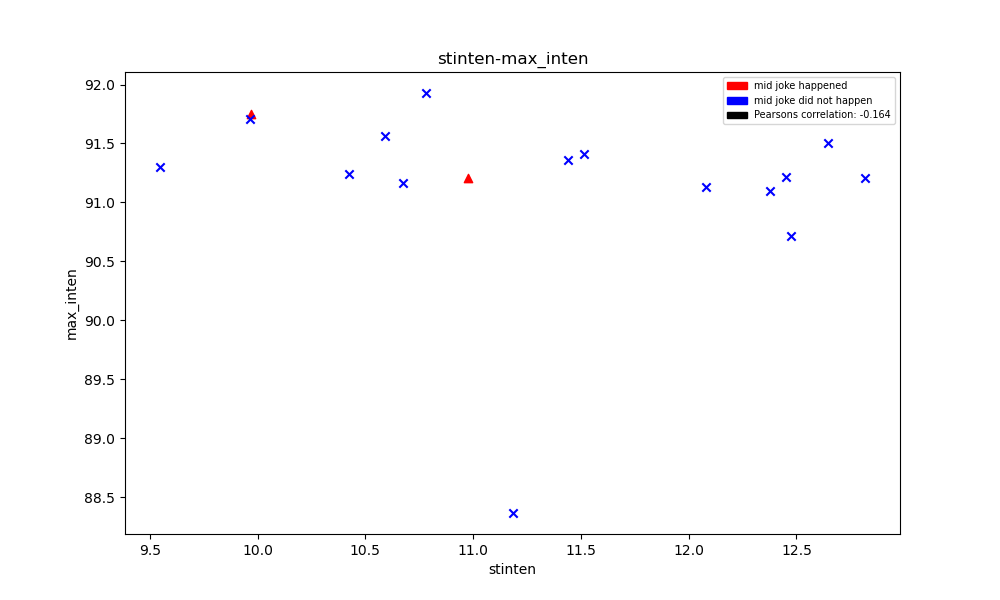 stinten-max_inten
mid joke happened
mid joke did not happen
Pearsons correlation: -0.164
92.0
91.5
91.0
90.5
90.0
89.5
89.0
88.5
max_inten
9.5 10.0 10.5 11.0 11.5 12.0 12.5
stinten